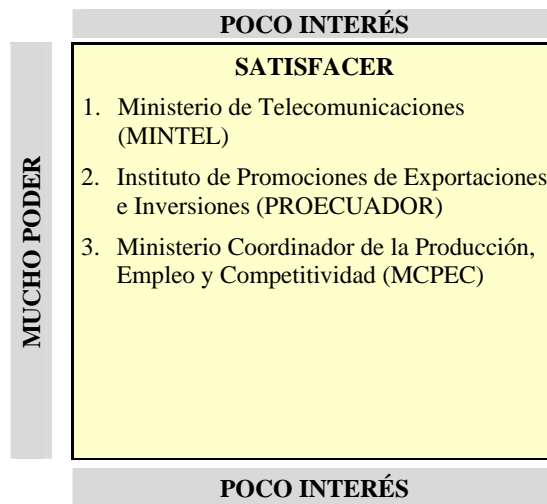 POCO INTERÉS
MUCHO PODER
SATISFACER
1. Ministerio de Telecomunicaciones
(MINTEL)
2. Instituto de Promociones de Exportaciones
e Inversiones (PROECUADOR)
3. Ministerio Coordinador de la Producción,
Empleo y Competitividad (MCPEC)
POCO INTERÉS